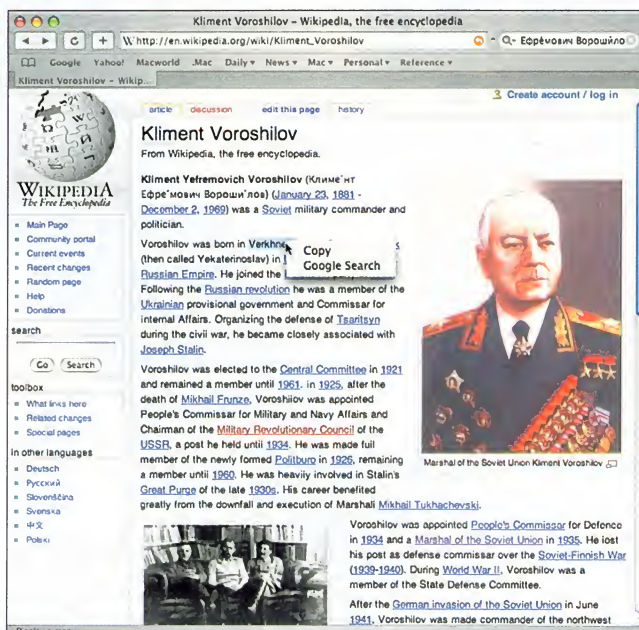 Kliment Voroshilov – Wikipedia, the free encyclopedia
http://en.wikipedia.org/wiki/Kliment_Voroshilov
Ефрéмович Ворошило
Google Yahoo! Macworld .Mac Daily News Mac Personal Reference
Kliment Voroshilov – Wikip...
Create account / log in
article discussion edit this page history
Kliment Voroshilov
From Wikipedia, the free encyclopedia.
WIKIPEDIA
The Free Encyclopedia
Main Page
Community portal
Current events
Recent changes
Random page
Help
Donations
search
Go Search
toolbox
What links here
Related changes
Special pages
in other languages
Deutsch
Русский
Slovenščina
Svenska
中文
Polski
Kliment Yefremovich Voroshilov (Климе´нт
Ефре´мович Вороши´лов) (January 23, 1881 -
December 2, 1969) was a Soviet military commander and
politician.
Voroshilov was born in Verkhne
(then called Yekaterinoslav) in
Russian Empire. He joined the
Following the Russian revolution he was a member of the
Ukrainian provisional government and Commissar for
internal Affairs. Organizing the defense of Tsaritsyn
during the civil war, he became closely associated with
Joseph Stalin.
Copy
Google Search
Voroshilov was elected to the Central Committee in 1921
and remained a member until 1961. in 1925, after the
death of Mikhail Frunze, Voroshilov was appointed
People's Commissar for Military and Navy Affairs and
Chairman of the Military Revolutionary Council of the
USSR, a post he held until 1934. He was made full
member of the newly formed Politburo in 1926, remaining
a member until 1960. He was heavily involved in Stalin's
Great Purge of the late 1930s. His career benefited
greatly from the downfall and execution of Marshall Mikhail Tukhachevski.
Marshal of the Soviet Union Kliment Voroshilov
Voroshilov was appointed People's Commissar for Defence
in 1934 and a Marshal of the Soviet Union in 1935. He lost
his post as defense commissar over the Soviet-Finnish War
(1939-1940). During World War II, Voroshilov was a
member of the State Defense Committee.
After the German invasion of the Soviet Union in June
1941, Voroshilov was made commander of the northwest